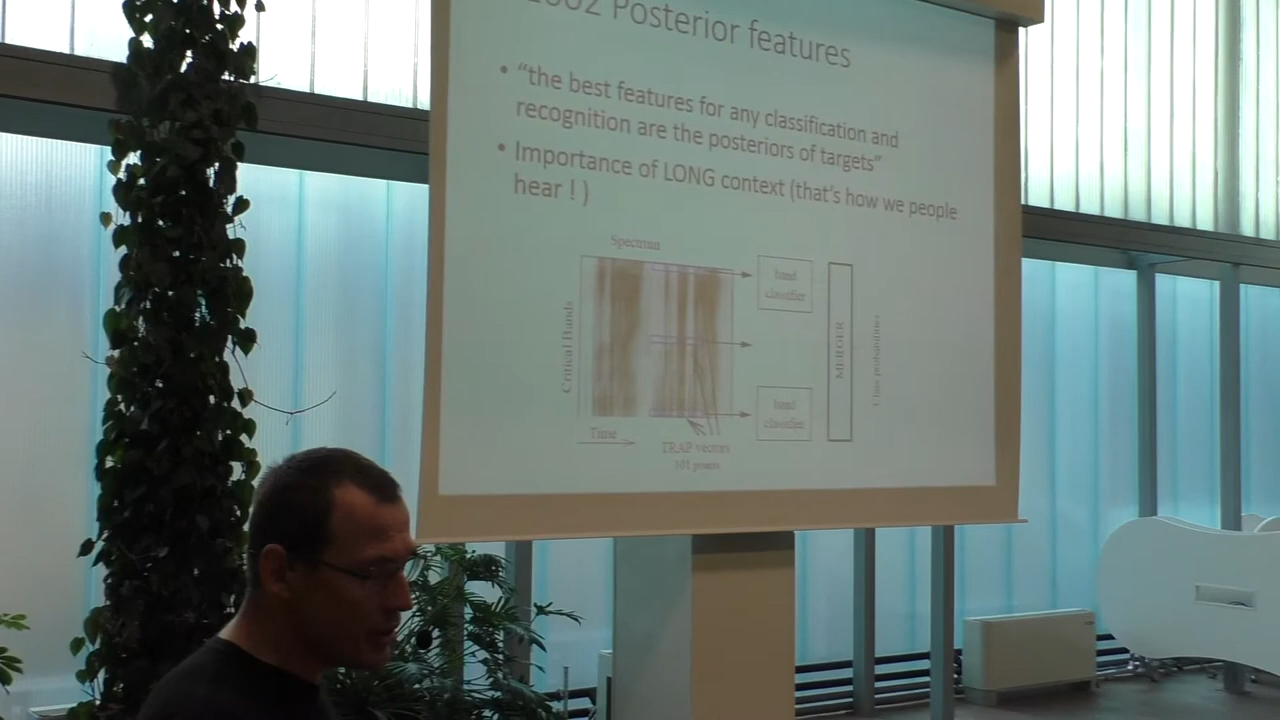 2002 Posterior features
• “the best features for any classification and
recognition are the posteriors of targets”
• Importance of LONG context (that’s how we people
hear ! )
Spectrum
Critical Bands
Time
TRAP vectors
101 points
band
classifier
band
classifier
MERGER
Class probabilities